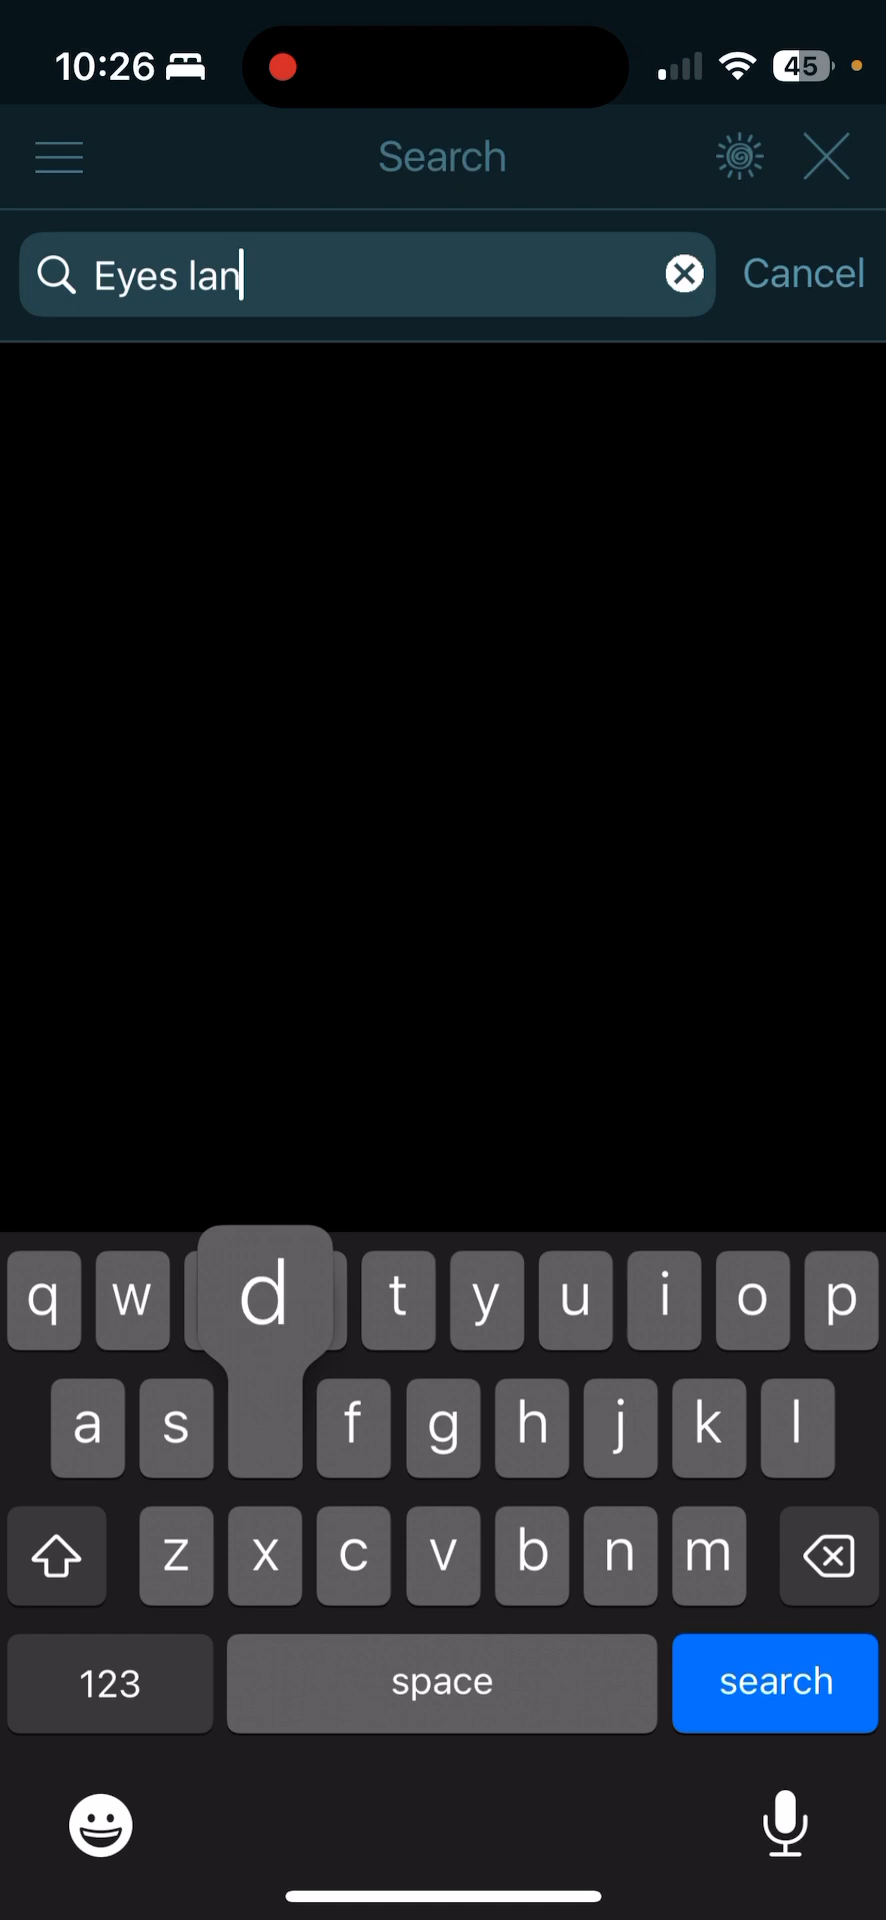 10:26
45
Search
Eyes lan
Cancel
q w d t y u i o p
a s f g h j k l
z x c v b n m
123 space search